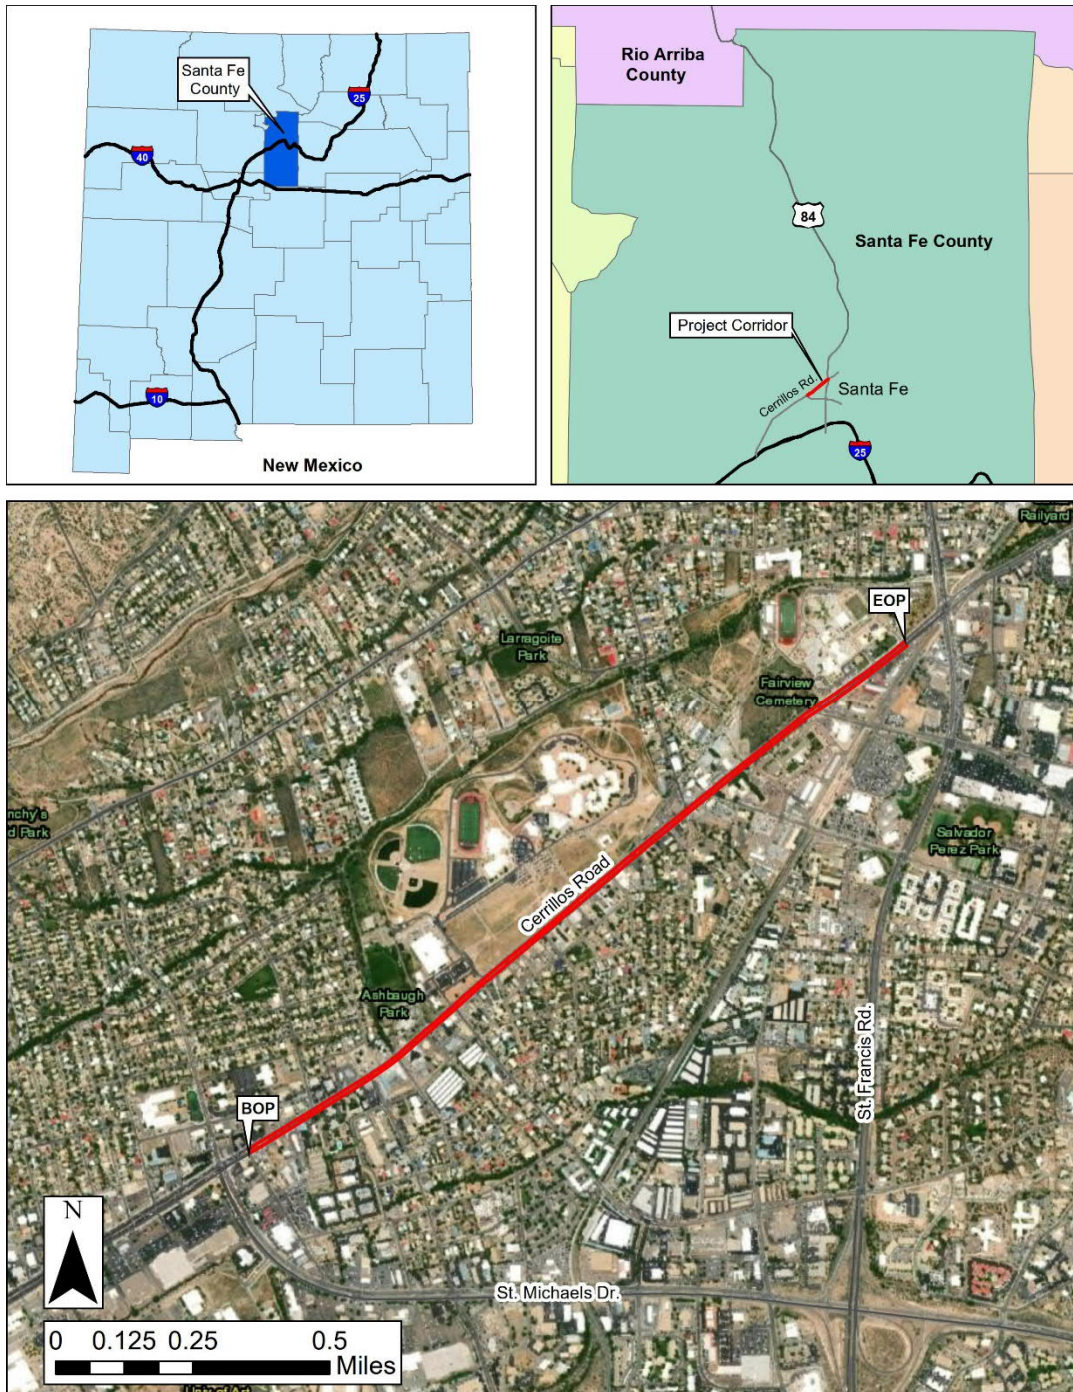 Santa Fe
County
25
40
10
New Mexico
Rio Arriba
County
84
Santa Fe County
Project Corridor
Cerrillos Rd.
Santa Fe
25
Railyard
EOP
Larragoite
Park
Fairview
Cemetery
nchy's
d Park
Salvador
Perez Park
Cerrillos Road
Ashbaugh
Park
St. Francis Rd.
BOP
N
St. Michaels Dr.
0 0.125 0.25 0.5
Miles